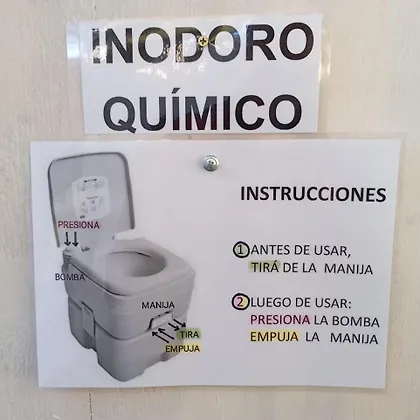 INODORO
QUÍMICO
INSTRUCCIONES
PRESIONA
BOMBA
MANIJA
TIRA
EMPUJA
1 ANTES DE USAR,
TIRÁ DE LA MANIJA
2 LUEGO DE USAR:
PRESIONA LA BOMBA
EMPUJA LA MANIJA